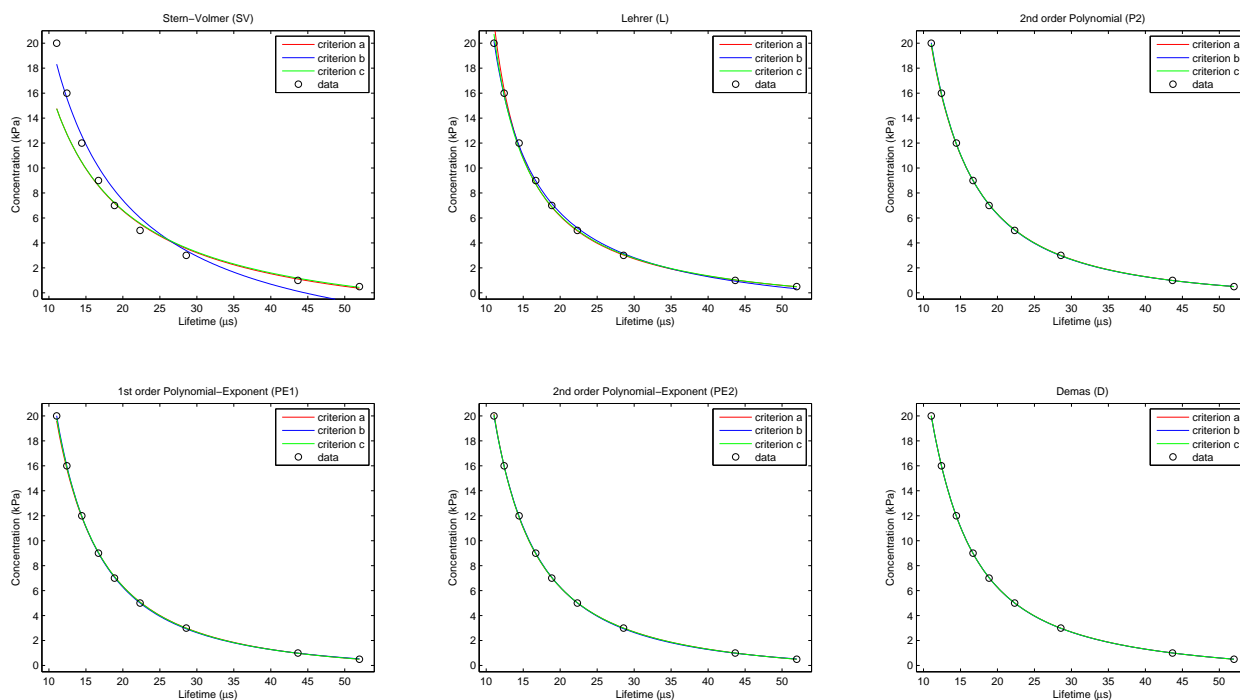 Stern−Volmer (SV)
20
18
16
14
12
10
8
6
4
2
0
Concentration (kPa)
10 15 20 25 30 35 40 45 50
Lifetime (μs)
criterion a
criterion b
criterion c
data
Lehrer (L)
20
18
16
14
12
10
8
6
4
2
0
Concentration (kPa)
10 15 20 25 30 35 40 45 50
Lifetime (μs)
criterion a
criterion b
criterion c
data
2nd order Polynomial (P2)
20
18
16
14
12
10
8
6
4
2
0
Concentration (kPa)
10 15 20 25 30 35 40 45 50
Lifetime (μs)
criterion a
criterion b
criterion c
data
1st order Polynomial−Exponent (PE1)
20
18
16
14
12
10
8
6
4
2
0
Concentration (kPa)
10 15 20 25 30 35 40 45 50
Lifetime (μs)
criterion a
criterion b
criterion c
data
2nd order Polynomial−Exponent (PE2)
20
18
16
14
12
10
8
6
4
2
0
Concentration (kPa)
10 15 20 25 30 35 40 45 50
Lifetime (μs)
criterion a
criterion b
criterion c
data
Demas (D)
20
18
16
14
12
10
8
6
4
2
0
Concentration (kPa)
10 15 20 25 30 35 40 45 50
Lifetime (μs)
criterion a
criterion b
criterion c
data